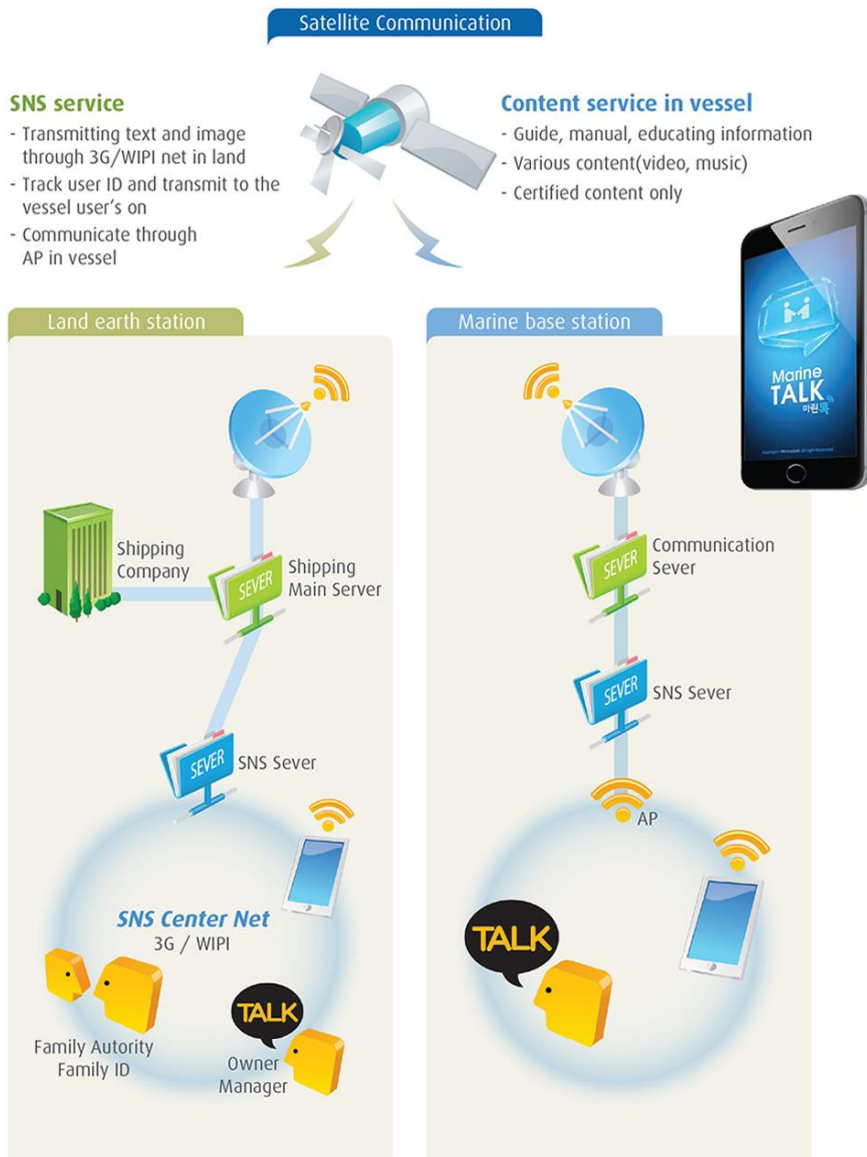 Satellite Communication
SNS service
- Transmitting text and image
through 3G/WIPI net in land
- Track user ID and transmit to the
vessel user's on
- Communicate through
AP in vessel
Content service in vessel
- Guide, manual, educating information
- Various content(video, music)
- Certified content only
Marine
TALK
마린톡
Land earth station
Shipping
Company
SEVER
Shipping
Main Server
SEVER
SNS Sever
SNS Center Net
3G / WIPI
Family Autority
Family ID
TALK
Owner
Manager
Marine base station
SEVER
Communication
Sever
SEVER
SNS Sever
AP
TALK